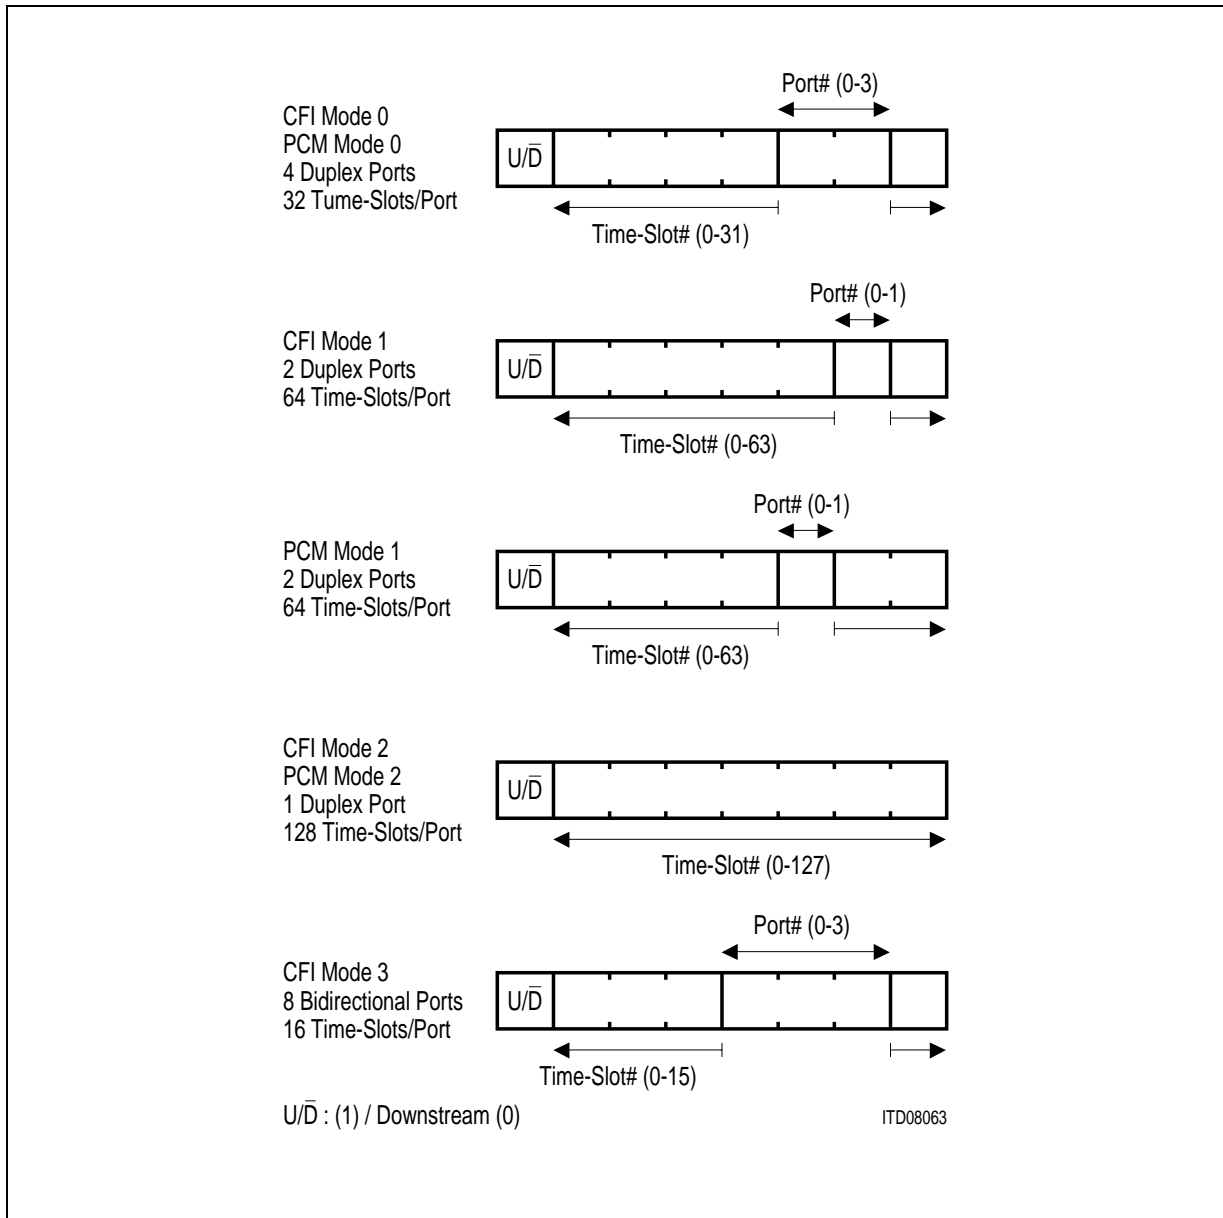 Port# (0-3)
CFI Mode 0
PCM Mode 0
4 Duplex Ports
32 Tume-Slots/Port
U/D̅
Time-Slot# (0-31)
Port# (0-1)
CFI Mode 1
2 Duplex Ports
64 Time-Slots/Port
U/D̅
Time-Slot# (0-63)
Port# (0-1)
PCM Mode 1
2 Duplex Ports
64 Time-Slots/Port
U/D̅
Time-Slot# (0-63)
CFI Mode 2
PCM Mode 2
1 Duplex Port
128 Time-Slots/Port
U/D̅
Time-Slot# (0-127)
Port# (0-3)
CFI Mode 3
8 Bidirectional Ports
16 Time-Slots/Port
U/D̅
Time-Slot# (0-15)
U/D̅ : (1) / Downstream (0)
ITD08063